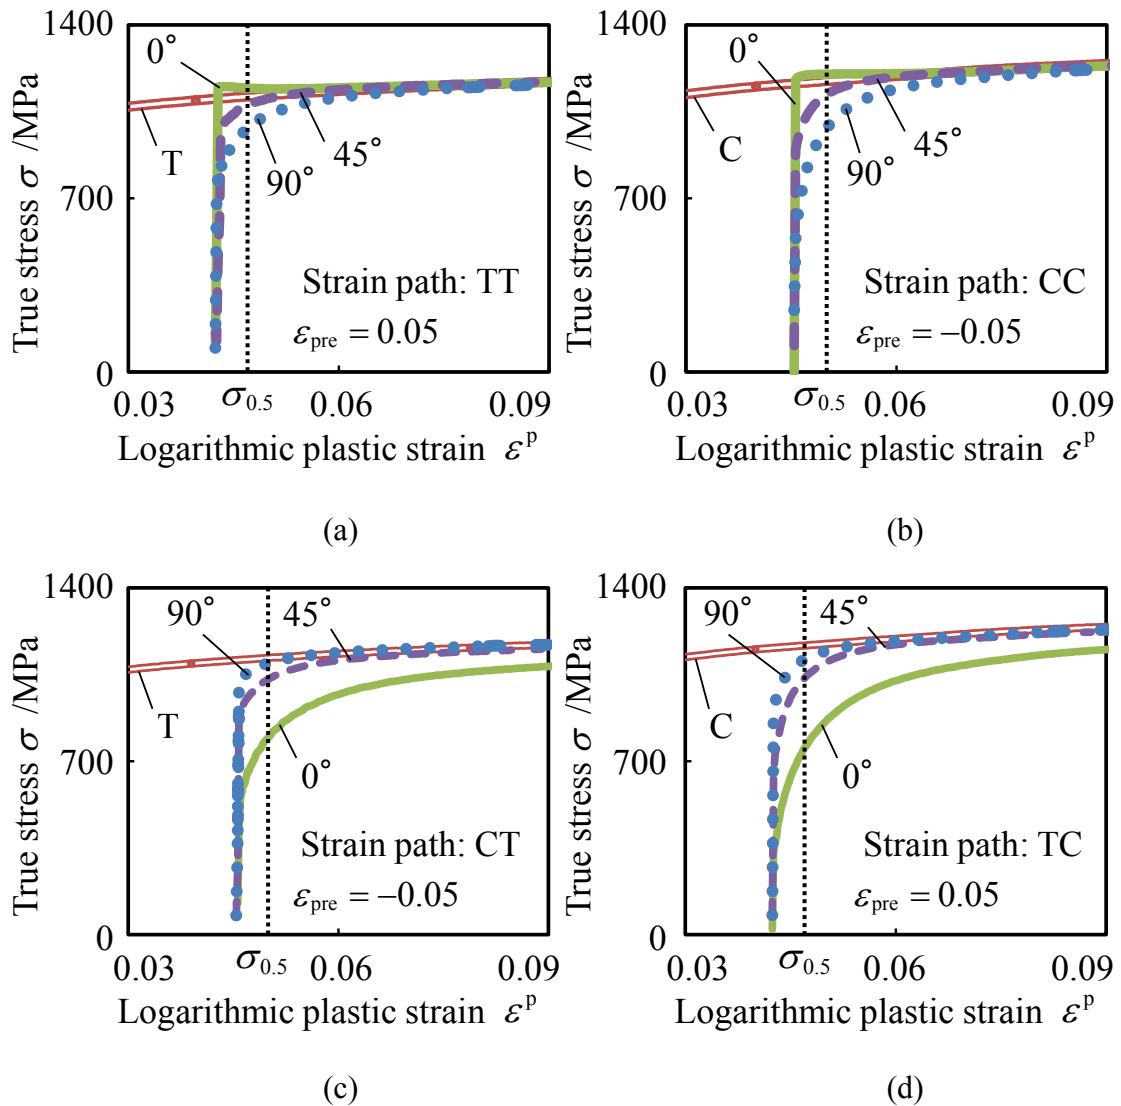 1400
700
0
True stress σ /MPa
0°
T
90°
45°
Strain path: TT
εpre = 0.05
0.03
σ0.5
0.06
0.09
Logarithmic plastic strain εp
(a)
1400
700
0
True stress σ /MPa
0°
C
90°
45°
Strain path: CC
εpre = −0.05
0.03
σ0.5
0.06
0.09
Logarithmic plastic strain εp
(b)
1400
700
0
True stress σ /MPa
90°
45°
T
0°
Strain path: CT
εpre = −0.05
0.03
σ0.5
0.06
0.09
Logarithmic plastic strain εp
(c)
1400
700
0
True stress σ /MPa
90°
45°
C
0°
Strain path: TC
εpre = 0.05
0.03
σ0.5
0.06
0.09
Logarithmic plastic strain εp
(d)